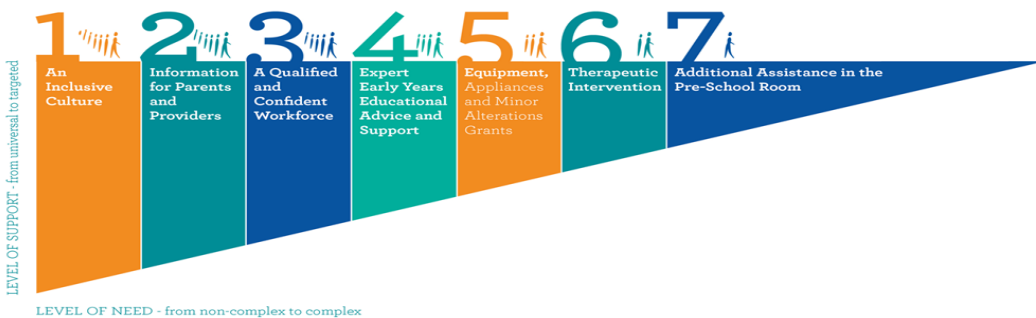 1
An
Inclusive
Culture
2
Information
for Parents
and
Providers
3
A Qualified
and
Confident
Workforce
4
Expert
Early Years
Educational
Advice and
Support
5
Equipment,
Appliances
and Minor
Alterations
Grants
6
Therapeutic
Intervention
7
Additional Assistance in the
Pre-School Room
LEVEL OF SUPPORT - from universal to targeted
LEVEL OF NEED - from non-complex to complex